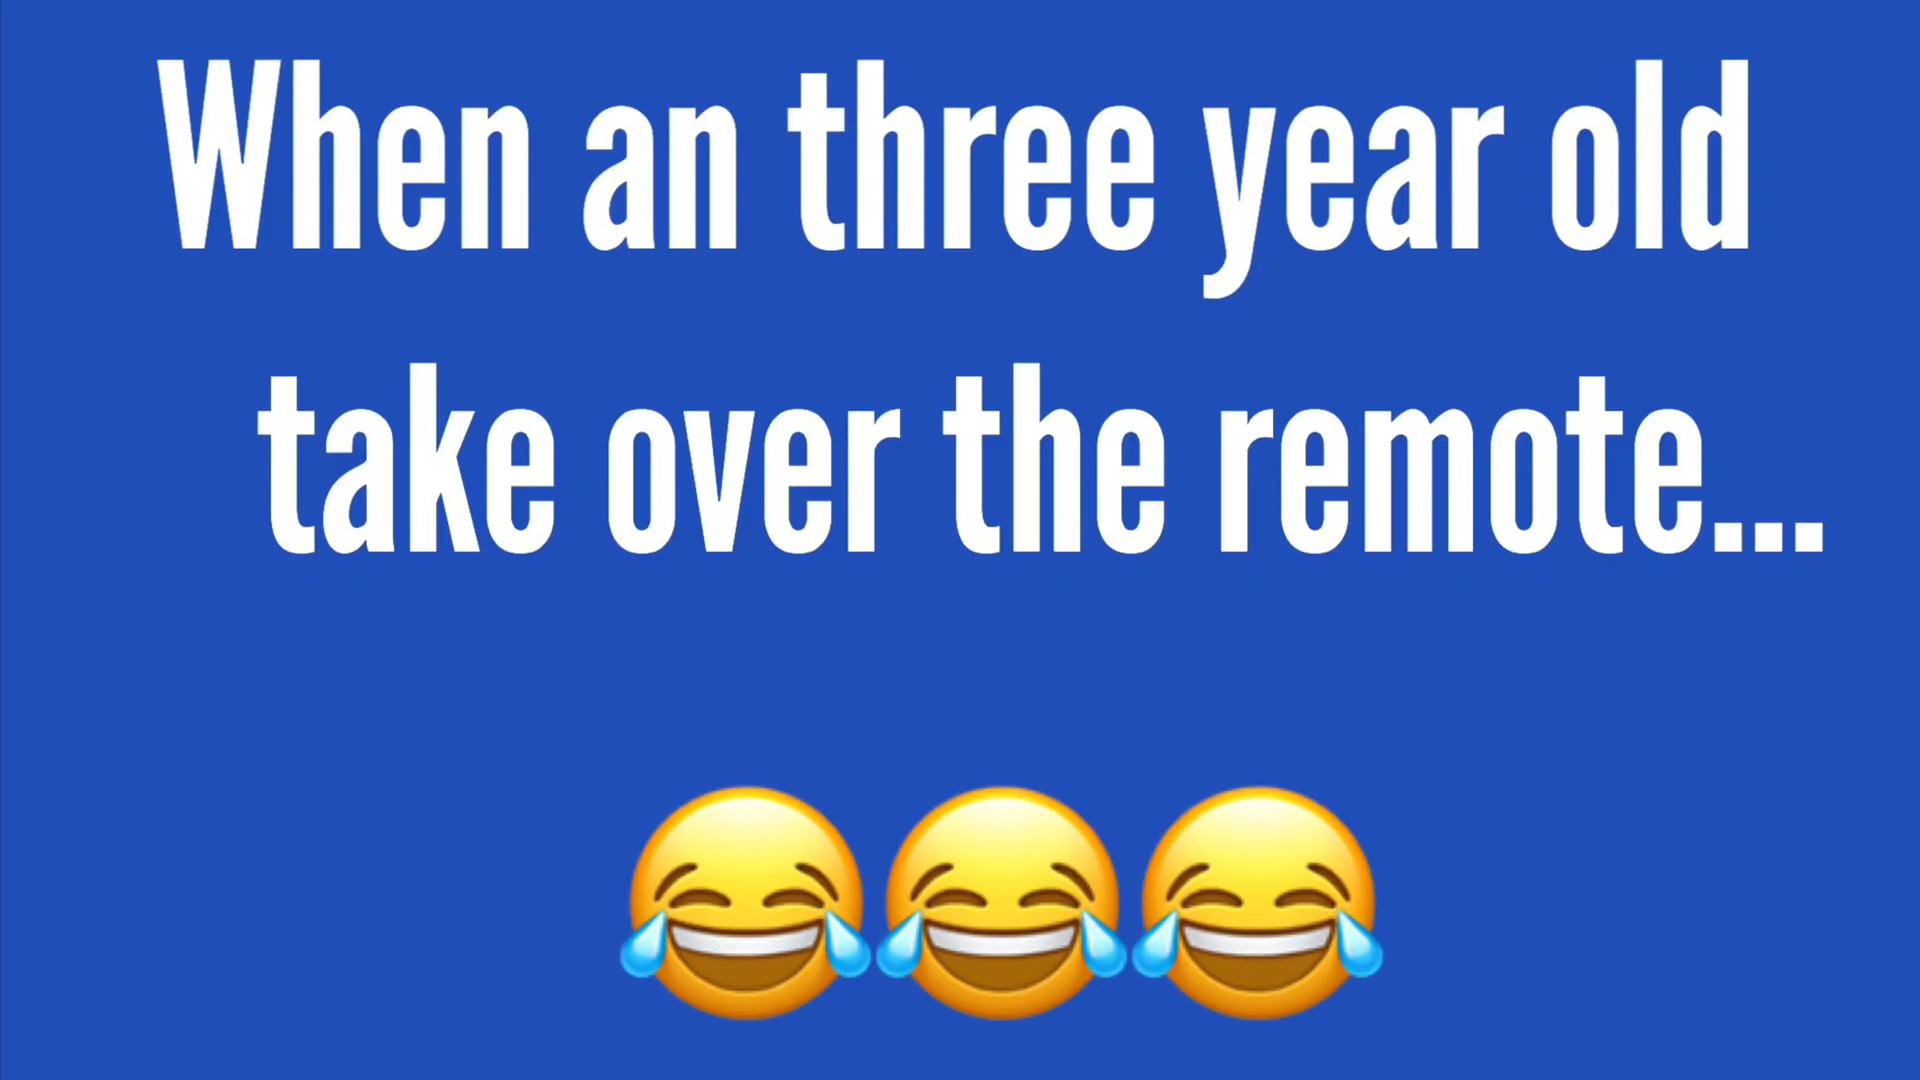 When an three year old
take over the remote...
😂😂😂